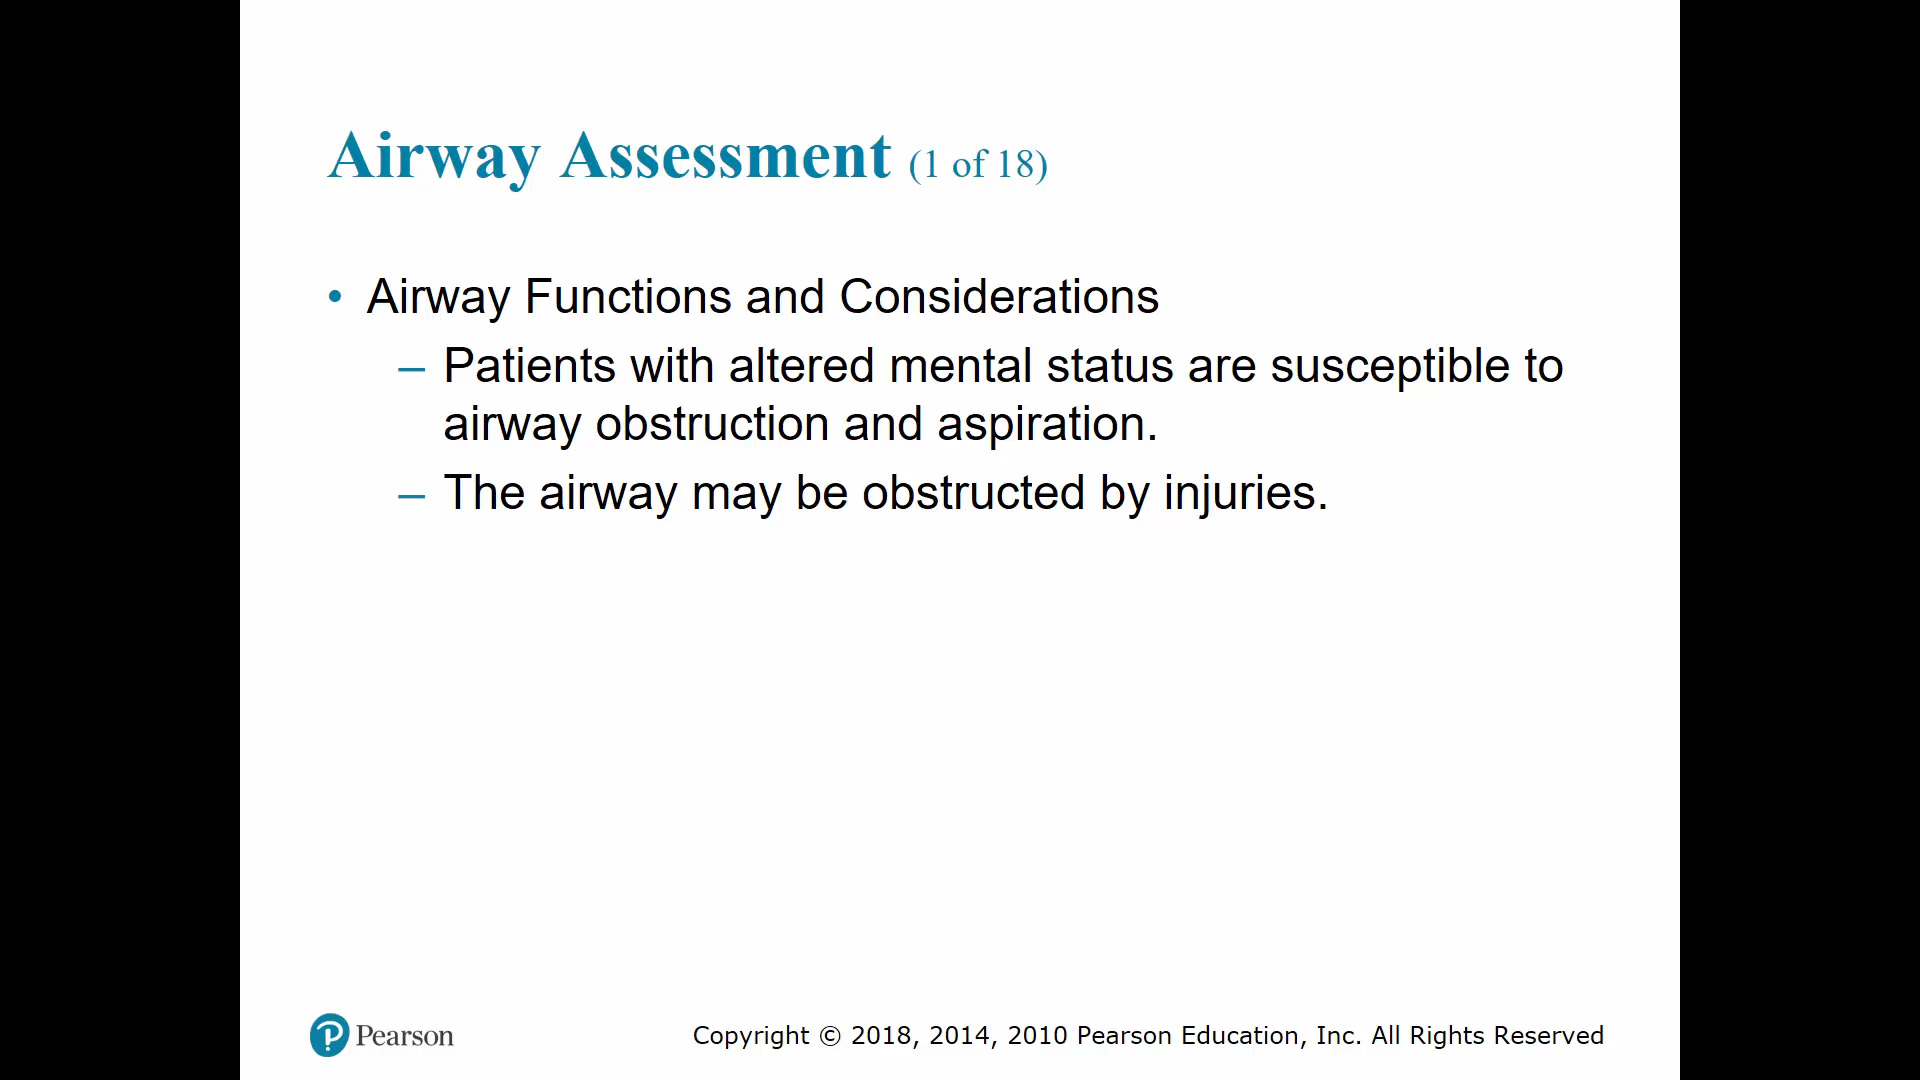 Airway Assessment (1 of 18)
• Airway Functions and Considerations
– Patients with altered mental status are susceptible to
airway obstruction and aspiration.
– The airway may be obstructed by injuries.
Pearson
Copyright © 2018, 2014, 2010 Pearson Education, Inc. All Rights Reserved